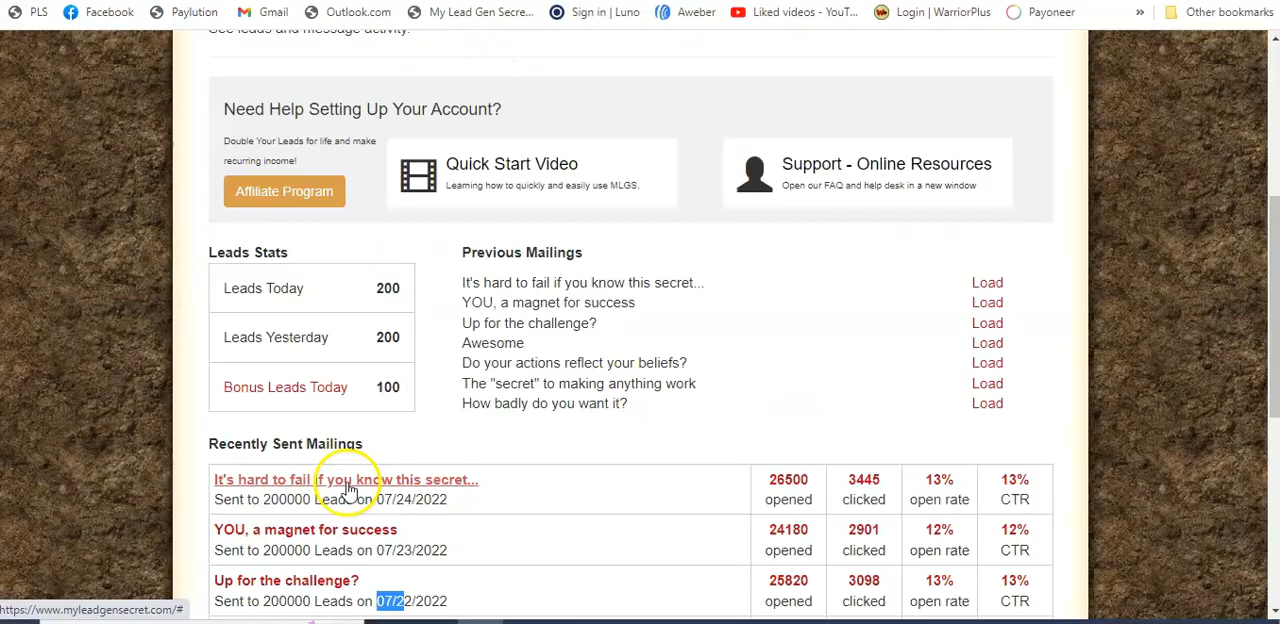 PLS Facebook Paylution Gmail Outlook.com My Lead Gen Secre... Sign in | Luno Aweber Liked videos - YouT... Login | WarriorPlus Payoneer » Other bookmarks
See leads and message activity.
Need Help Setting Up Your Account?
Double Your Leads for life and make
recurring income!
Affiliate Program
Quick Start Video
Learning how to quickly and easily use MLGS.
Support - Online Resources
Open our FAQ and help desk in a new window
Leads Stats
Leads Today 200
Leads Yesterday 200
Bonus Leads Today 100
Previous Mailings
It's hard to fail if you know this secret... Load
YOU, a magnet for success Load
Up for the challenge? Load
Awesome Load
Do your actions reflect your beliefs? Load
The "secret" to making anything work Load
How badly do you want it? Load
Recently Sent Mailings
It's hard to fail if you know this secret... 26500 3445 13% 13%
Sent to 200000 Leads on 07/24/2022 opened clicked open rate CTR
YOU, a magnet for success 24180 2901 12% 12%
Sent to 200000 Leads on 07/23/2022 opened clicked open rate CTR
Up for the challenge? 25820 3098 13% 13%
Sent to 200000 Leads on 07/22/2022 opened clicked open rate CTR
https://www.myleadgensecret.com/#